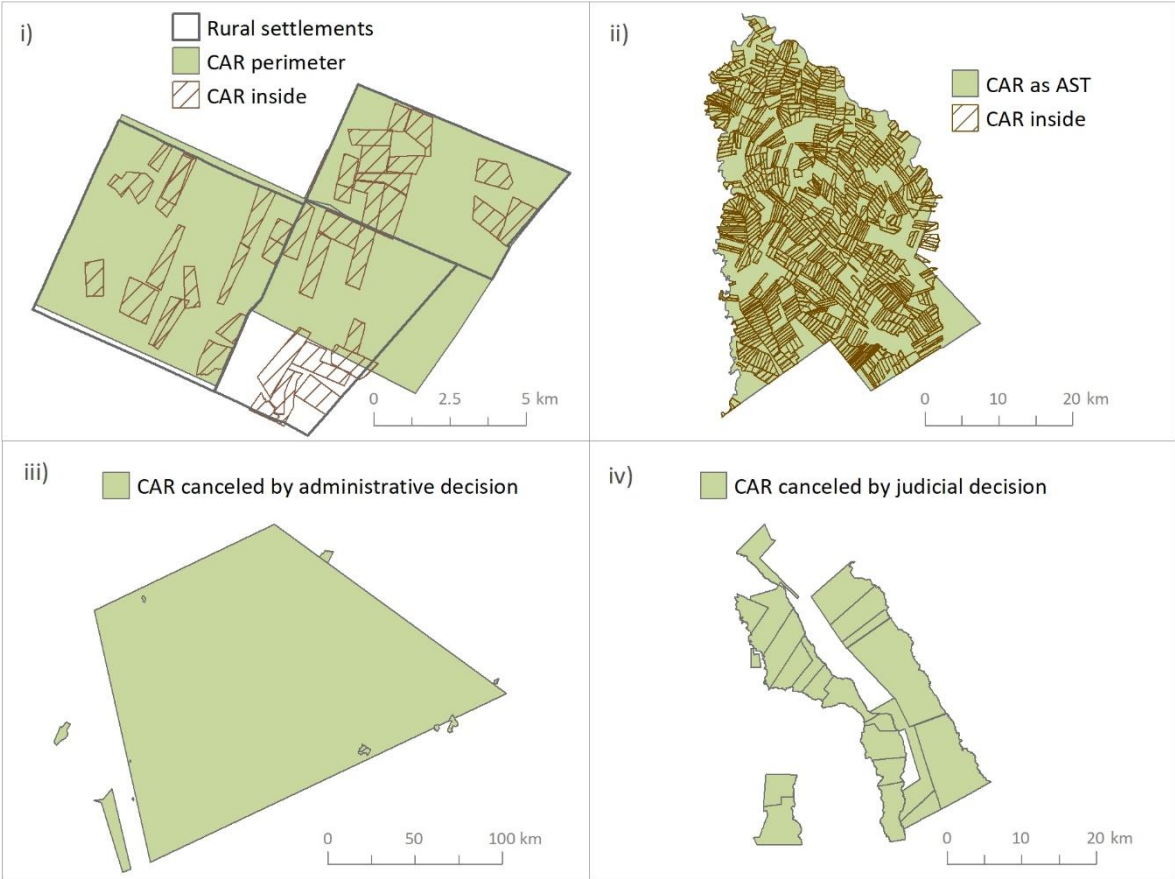 i)
Rural settlements
CAR perimeter
CAR inside
0 2.5 5 km
ii)
CAR as AST
CAR inside
0 10 20 km
iii)
CAR canceled by administrative decision
0 50 100 km
iv)
CAR canceled by judicial decision
0 10 20 km